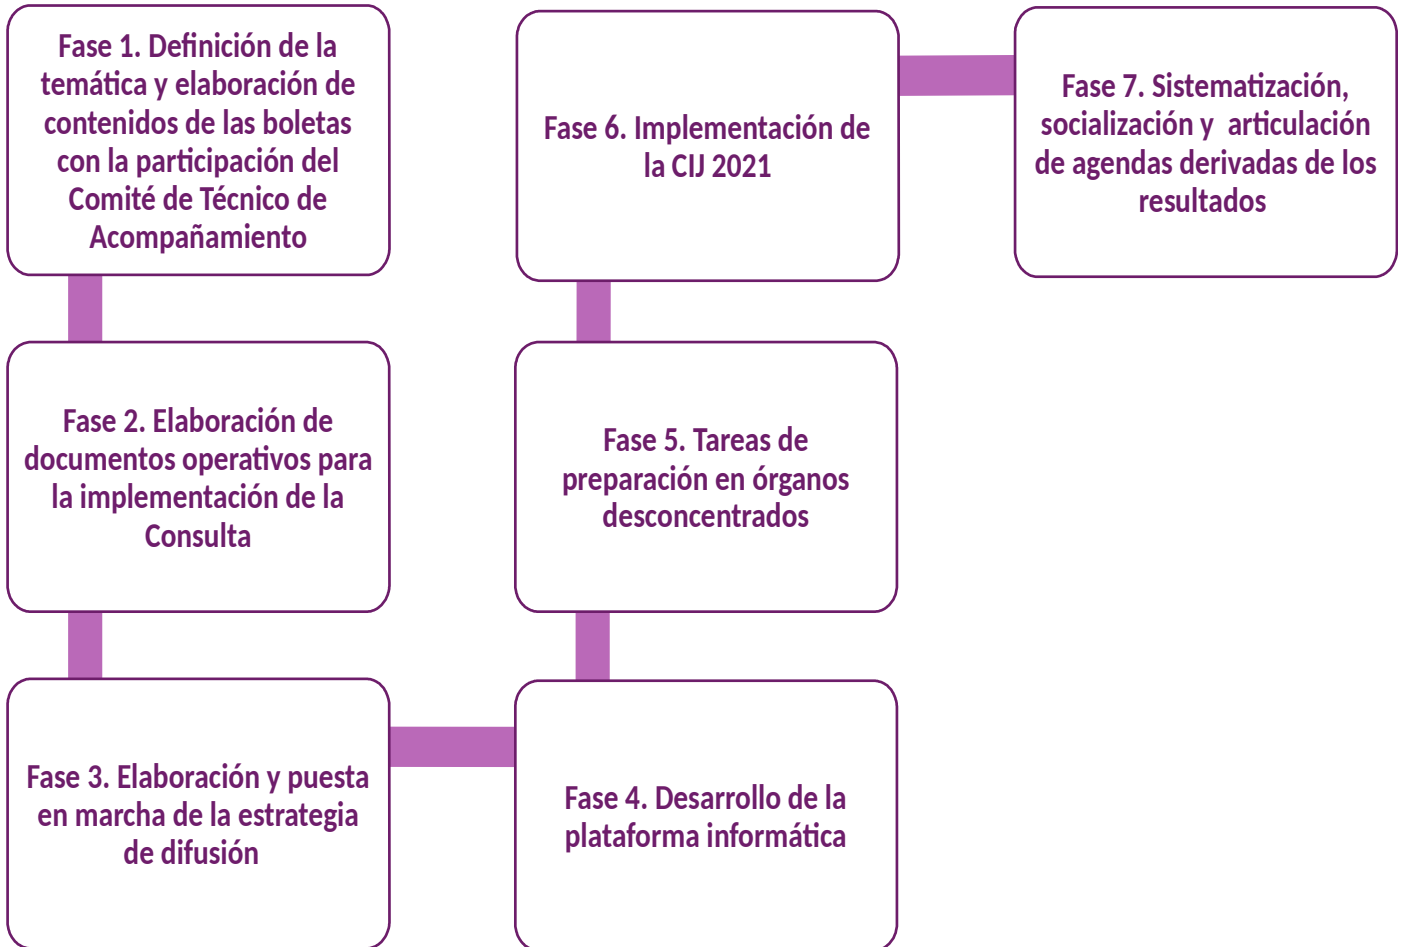 Fase 1. Definición de la
temática y elaboración de
contenidos de las boletas
con la participación del
Comité de Técnico de
Acompañamiento
Fase 2. Elaboración de
documentos operativos para
la implementación de la
Consulta
Fase 3. Elaboración y puesta
en marcha de la estrategia
de difusión
Fase 4. Desarrollo de la
plataforma informática
Fase 5. Tareas de
preparación en órganos
desconcentrados
Fase 6. Implementación de
la CIJ 2021
Fase 7. Sistematización,
socialización y articulación
de agendas derivadas de los
resultados